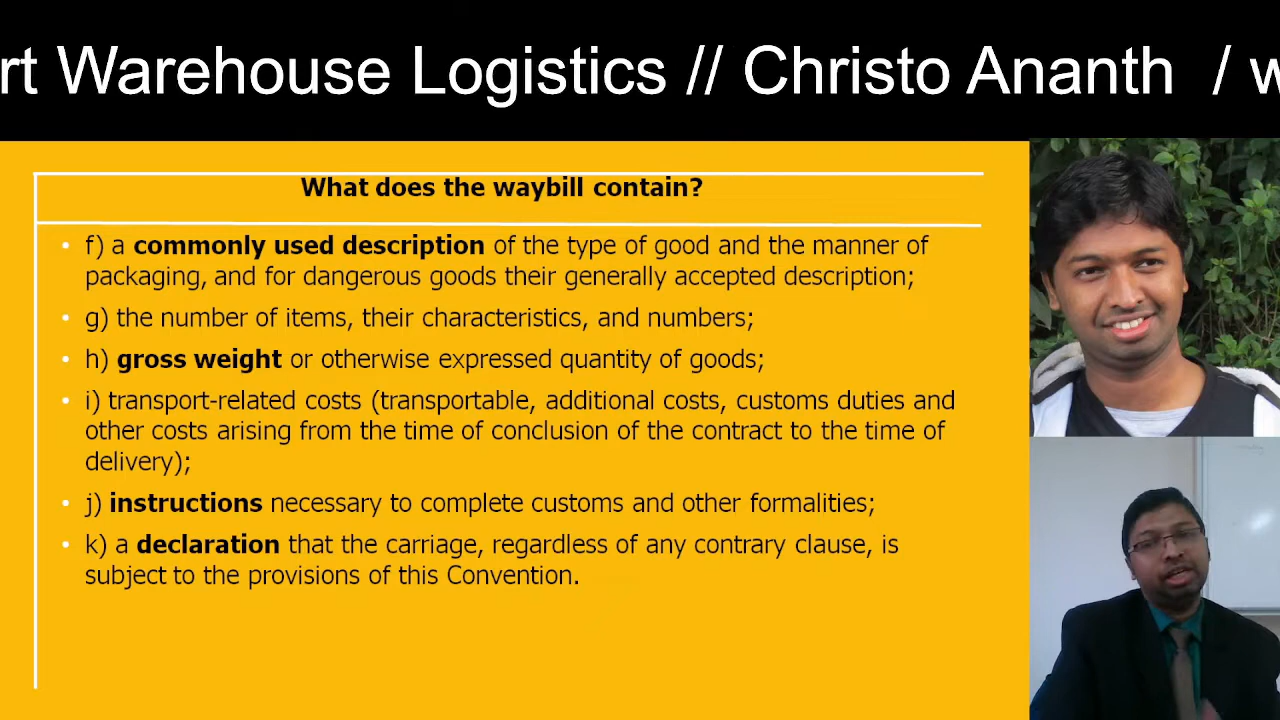 rt Warehouse Logistics // Christo Ananth / w
What does the waybill contain?
• f) a commonly used description of the type of good and the manner of
packaging, and for dangerous goods their generally accepted description;
• g) the number of items, their characteristics, and numbers;
• h) gross weight or otherwise expressed quantity of goods;
• i) transport-related costs (transportable, additional costs, customs duties and
other costs arising from the time of conclusion of the contract to the time of
delivery);
• j) instructions necessary to complete customs and other formalities;
• k) a declaration that the carriage, regardless of any contrary clause, is
subject to the provisions of this Convention.